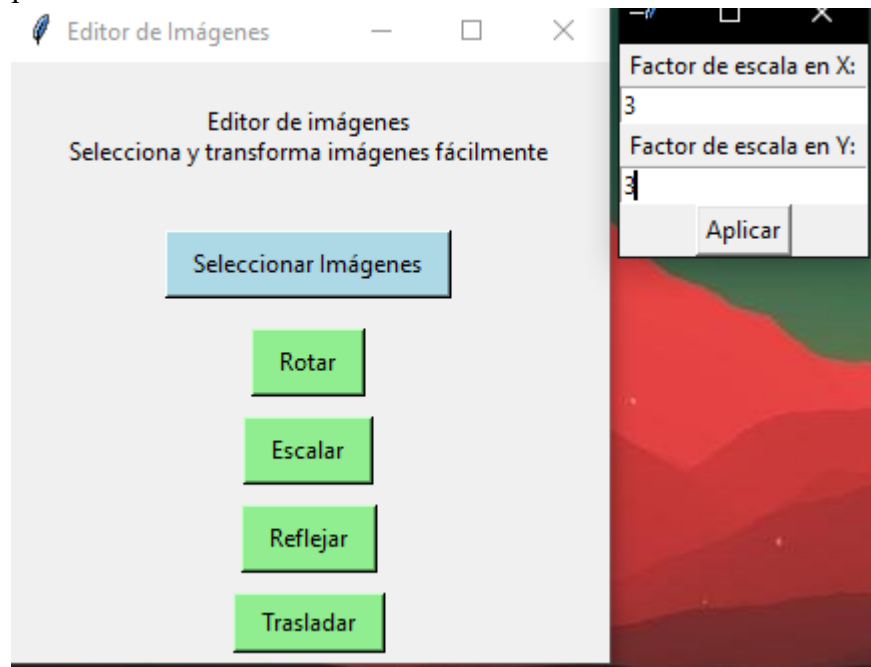 Editor de Imágenes
Editor de imágenes
Selecciona y transforma imágenes fácilmente
Seleccionar Imágenes
Rotar
Escalar
Reflejar
Trasladar
Factor de escala en X:
3
Factor de escala en Y:
3
Aplicar